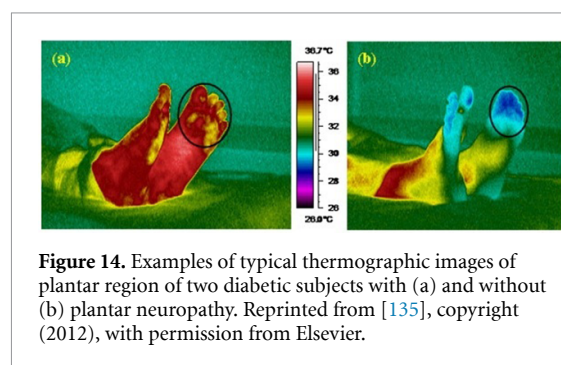 (a)
36.7°C
(b)
36
34
32
30
28
26
26.0°C
Figure 14. Examples of typical thermographic images of
plantar region of two diabetic subjects with (a) and without
(b) plantar neuropathy. Reprinted from [135], copyright
(2012), with permission from Elsevier.